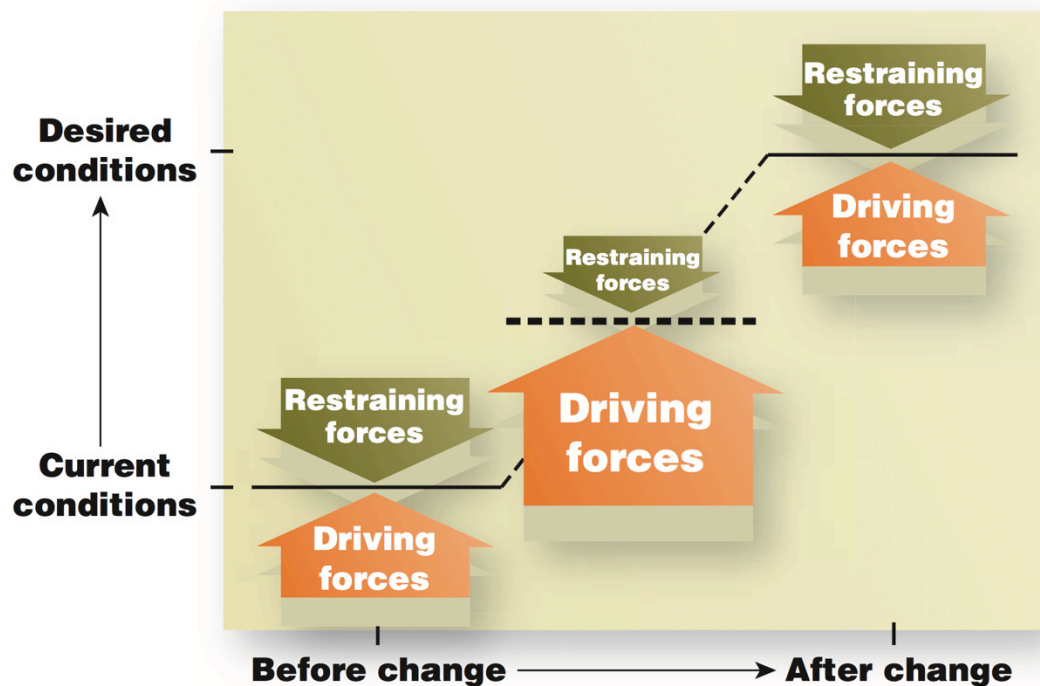 Restraining
forces
Desired
conditions
Driving
forces
Restraining
forces
Restraining
forces
Driving
forces
Current
conditions
Driving
forces
Before change
After change